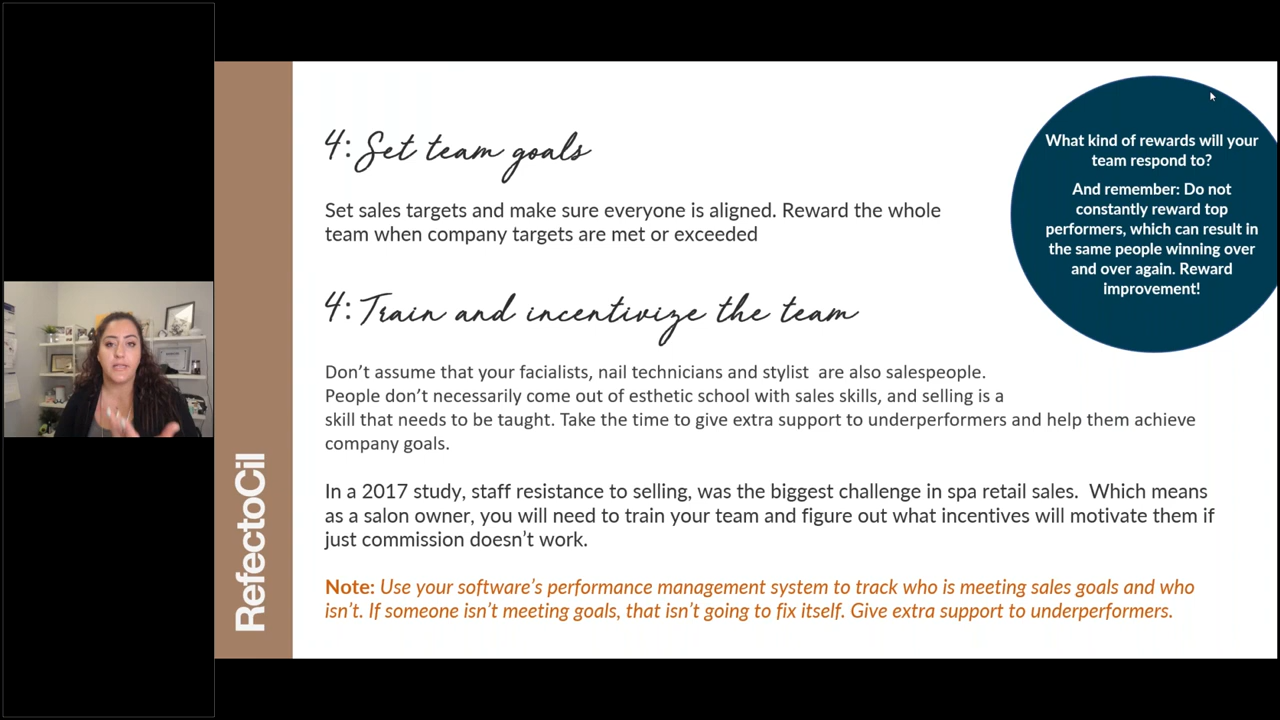 4: Set team goals
Set sales targets and make sure everyone is aligned. Reward the whole
team when company targets are met or exceeded
What kind of rewards will your
team respond to?
And remember: Do not
constantly reward top
performers, which can result in
the same people winning over
and over again. Reward
improvement!
4: Train and incentivize the team
Don’t assume that your facialists, nail technicians and stylist  are also salespeople.
People don’t necessarily come out of esthetic school with sales skills, and selling is a
skill that needs to be taught. Take the time to give extra support to underperformers and help them achieve
company goals.
In a 2017 study, staff resistance to selling, was the biggest challenge in spa retail sales.  Which means
as a salon owner, you will need to train your team and figure out what incentives will motivate them if
just commission doesn’t work.
Note: Use your software’s performance management system to track who is meeting sales goals and who
isn’t. If someone isn’t meeting goals, that isn’t going to fix itself. Give extra support to underperformers.
RefectoCil